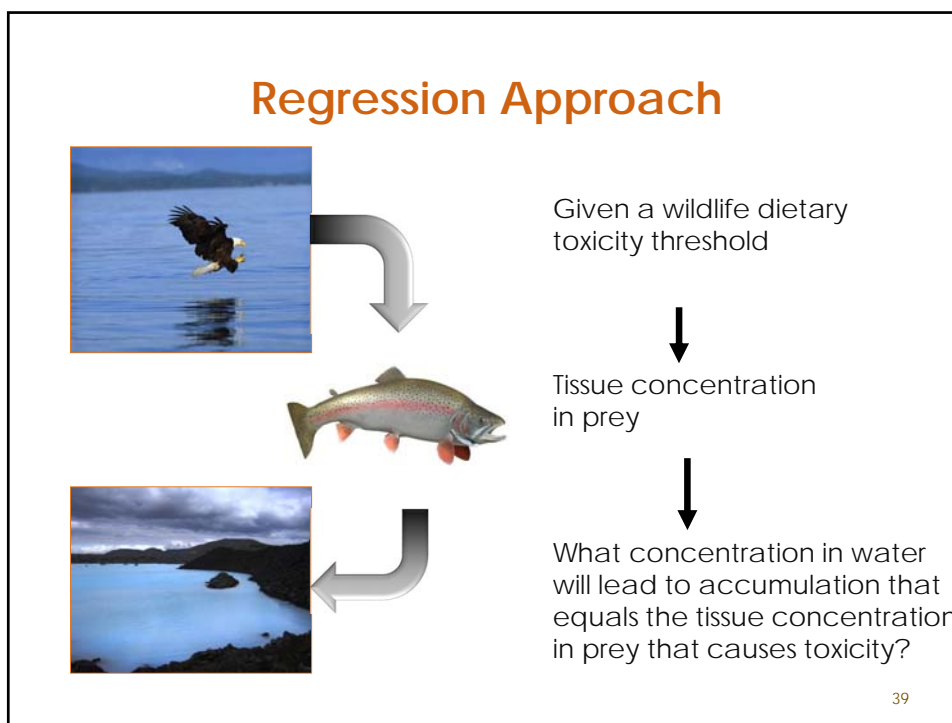 Regression Approach
Given a wildlife dietary
toxicity threshold
Tissue concentration
in prey
What concentration in water
will lead to accumulation that
equals the tissue concentration
in prey that causes toxicity?
39